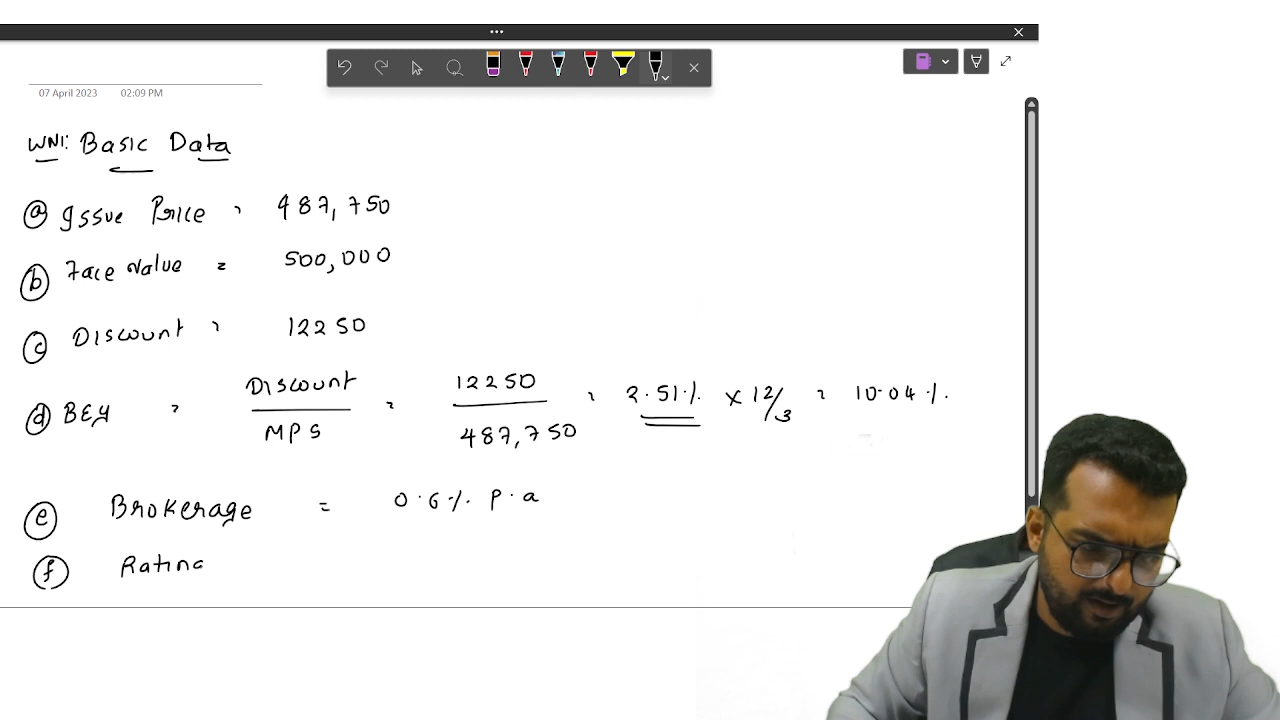 07 April 2023 02:09 PM
WN1: Basic Data
(a) Issue Price = 487,750
(b) Face Value = 500,000
(c) Discount = 12250
(d) BEY = Discount / MPS = 12250 / 487,750 = 2.51% × 12/3 = 10.04%.
(e) Brokerage = 0.6% p.a
(f) Rating